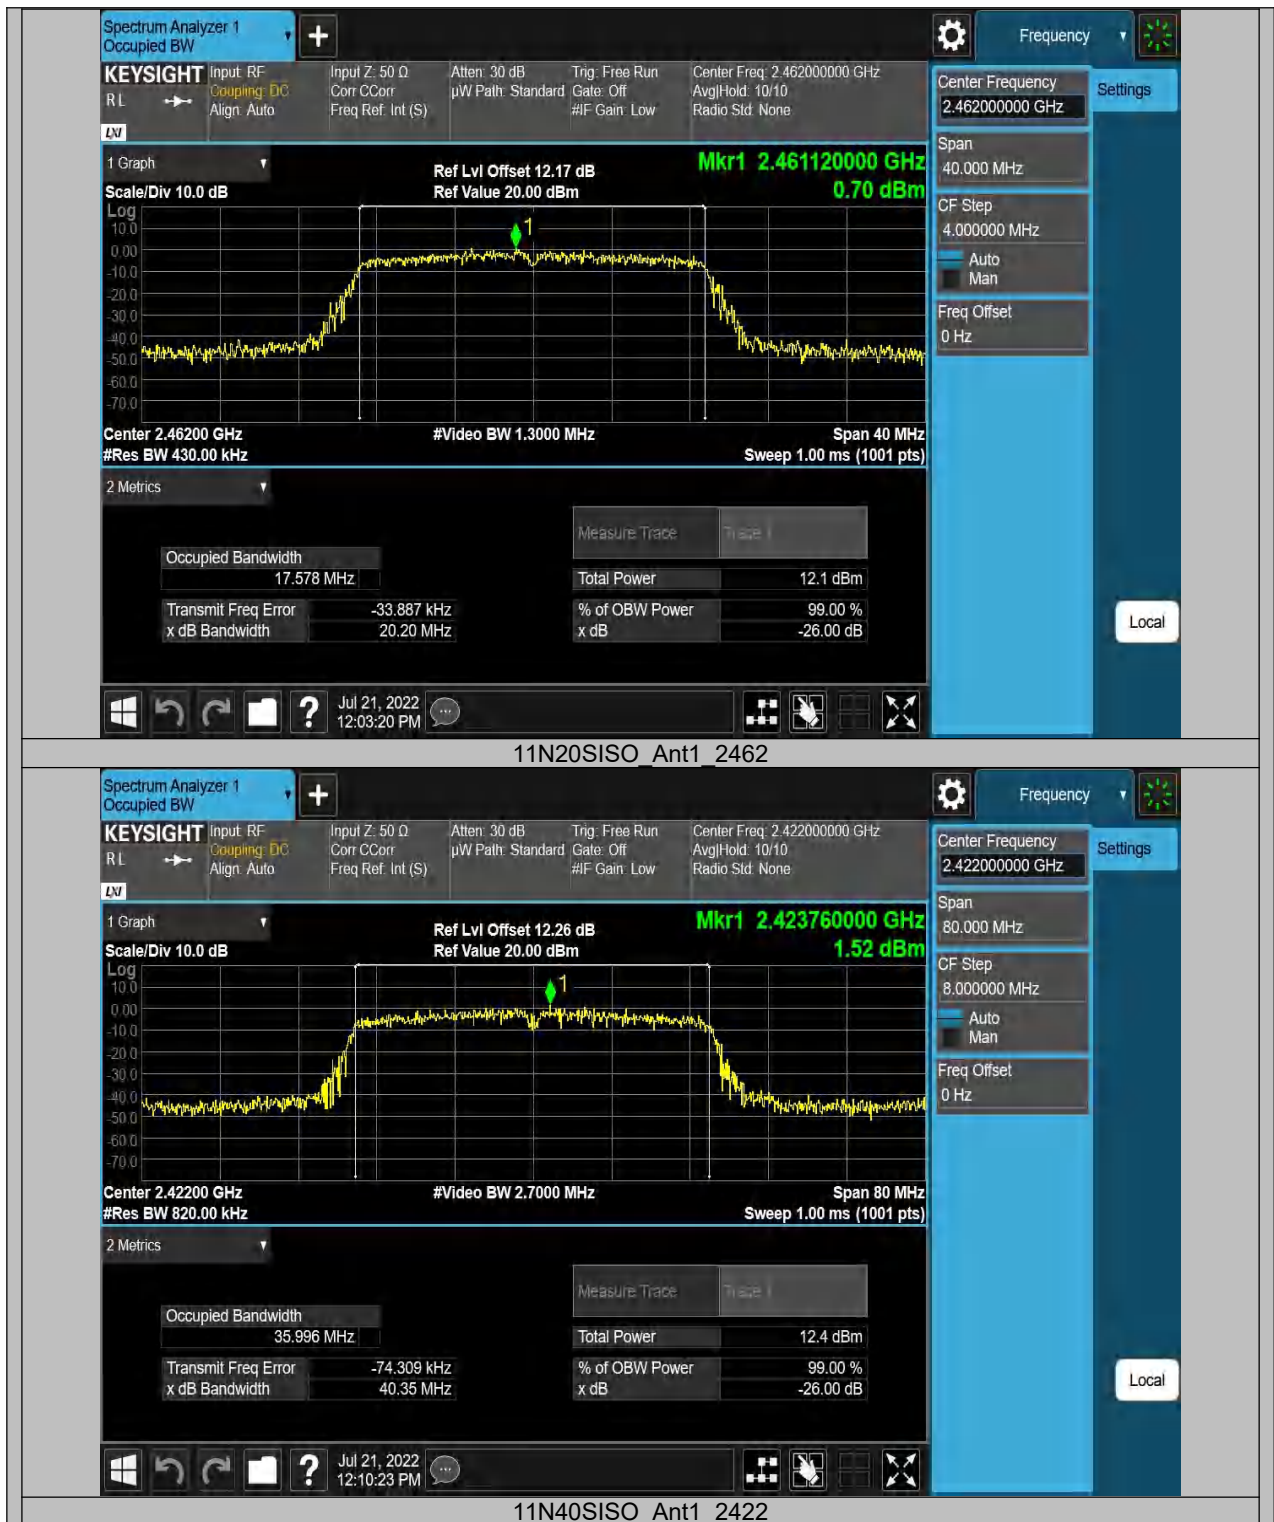 Spectrum Analyzer 1
Occupied BW
+
Frequency
KEYSIGHT
RL
LXI
Input: RF
Coupling: DC
Align: Auto
Input Z: 50 Ω
Corr CCorr
Freq Ref: Int (S)
Atten: 30 dB
µW Path: Standard
Trig: Free Run
Gate: Off
#IF Gain: Low
Center Freq: 2.462000000 GHz
Avg|Hold: 10/10
Radio Std: None
Center Frequency
2.462000000 GHz
Settings
Span
40.000 MHz
CF Step
4.000000 MHz
Auto
Man
Freq Offset
0 Hz
Local
1 Graph
Scale/Div 10.0 dB
Ref Lvl Offset 12.17 dB
Ref Value 20.00 dBm
Mkr1 2.461120000 GHz
0.70 dBm
Log
10.0
0.00
-10.0
-20.0
-30.0
-40.0
-50.0
-60.0
-70.0
1
Center 2.46200 GHz
#Res BW 430.00 kHz
#Video BW 1.3000 MHz
Span 40 MHz
Sweep 1.00 ms (1001 pts)
2 Metrics
Measure Trace Trace 1
Occupied Bandwidth
17.578 MHz
Total Power 12.1 dBm
Transmit Freq Error -33.887 kHz
% of OBW Power 99.00 %
x dB Bandwidth 20.20 MHz
x dB -26.00 dB
?
Jul 21, 2022
12:03:20 PM
11N20SISO_Ant1_2462
Spectrum Analyzer 1
Occupied BW
+
Frequency
KEYSIGHT
RL
LXI
Input: RF
Coupling: DC
Align: Auto
Input Z: 50 Ω
Corr CCorr
Freq Ref: Int (S)
Atten: 30 dB
µW Path: Standard
Trig: Free Run
Gate: Off
#IF Gain: Low
Center Freq: 2.422000000 GHz
Avg|Hold: 10/10
Radio Std: None
Center Frequency
2.422000000 GHz
Settings
Span
80.000 MHz
CF Step
8.000000 MHz
Auto
Man
Freq Offset
0 Hz
Local
1 Graph
Scale/Div 10.0 dB
Ref Lvl Offset 12.26 dB
Ref Value 20.00 dBm
Mkr1 2.423760000 GHz
1.52 dBm
Log
10.0
0.00
-10.0
-20.0
-30.0
-40.0
-50.0
-60.0
-70.0
1
Center 2.42200 GHz
#Res BW 820.00 kHz
#Video BW 2.7000 MHz
Span 80 MHz
Sweep 1.00 ms (1001 pts)
2 Metrics
Measure Trace Trace 1
Occupied Bandwidth
35.996 MHz
Total Power 12.4 dBm
Transmit Freq Error -74.309 kHz
% of OBW Power 99.00 %
x dB Bandwidth 40.35 MHz
x dB -26.00 dB
?
Jul 21, 2022
12:10:23 PM
11N40SISO_Ant1_2422